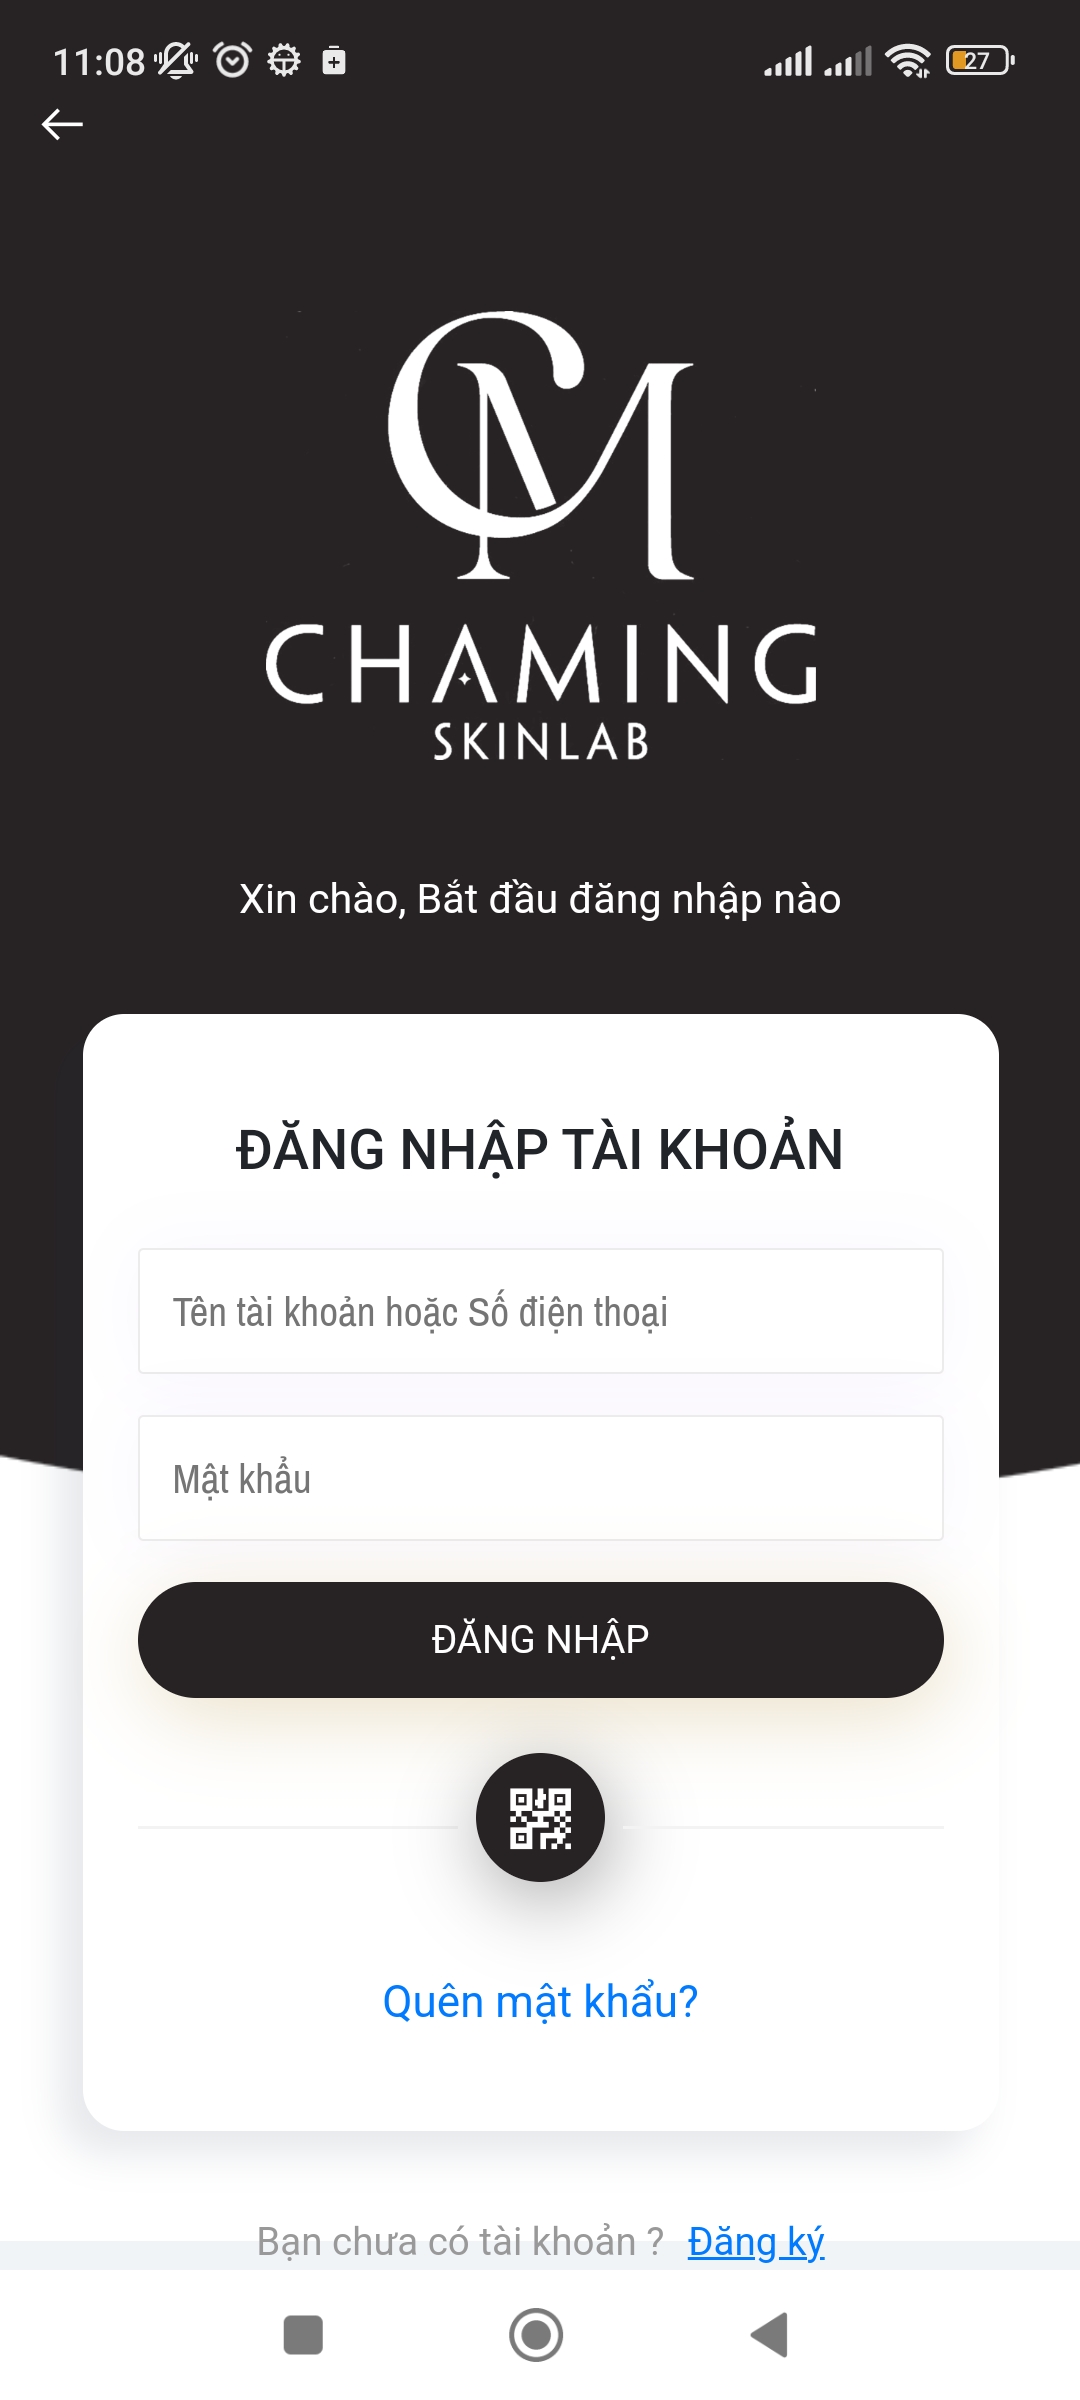 11:08
27
CM
CHAMING
SKINLAB
Xin chào, Bắt đầu đăng nhập nào
ĐĂNG NHẬP TÀI KHOẢN
Tên tài khoản hoặc Số điện thoại
Mật khẩu
ĐĂNG NHẬP
Quên mật khẩu?
Bạn chưa có tài khoản ? Đăng ký